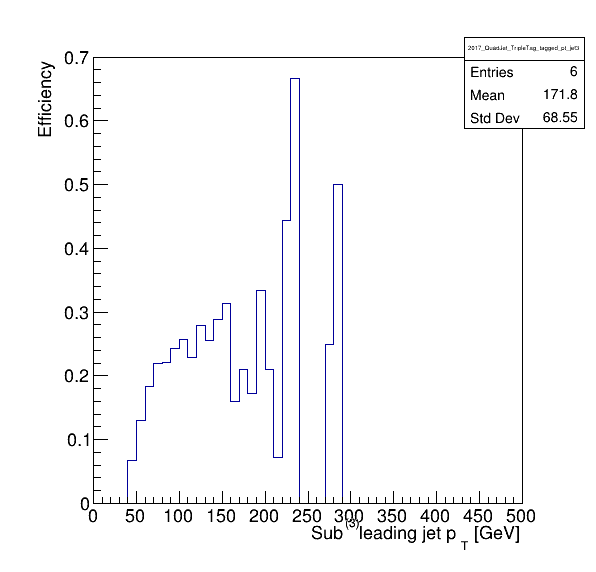 2017_QuadJet_TripleTag_tagged_pt_jet3
Entries 6
Mean 171.8
Std Dev 68.55
Efficiency
0.7
0.6
0.5
0.4
0.3
0.2
0.1
0
0 50 100 150 200 250 300 350 400 450 500
Sub(3)leading jet pT [GeV]